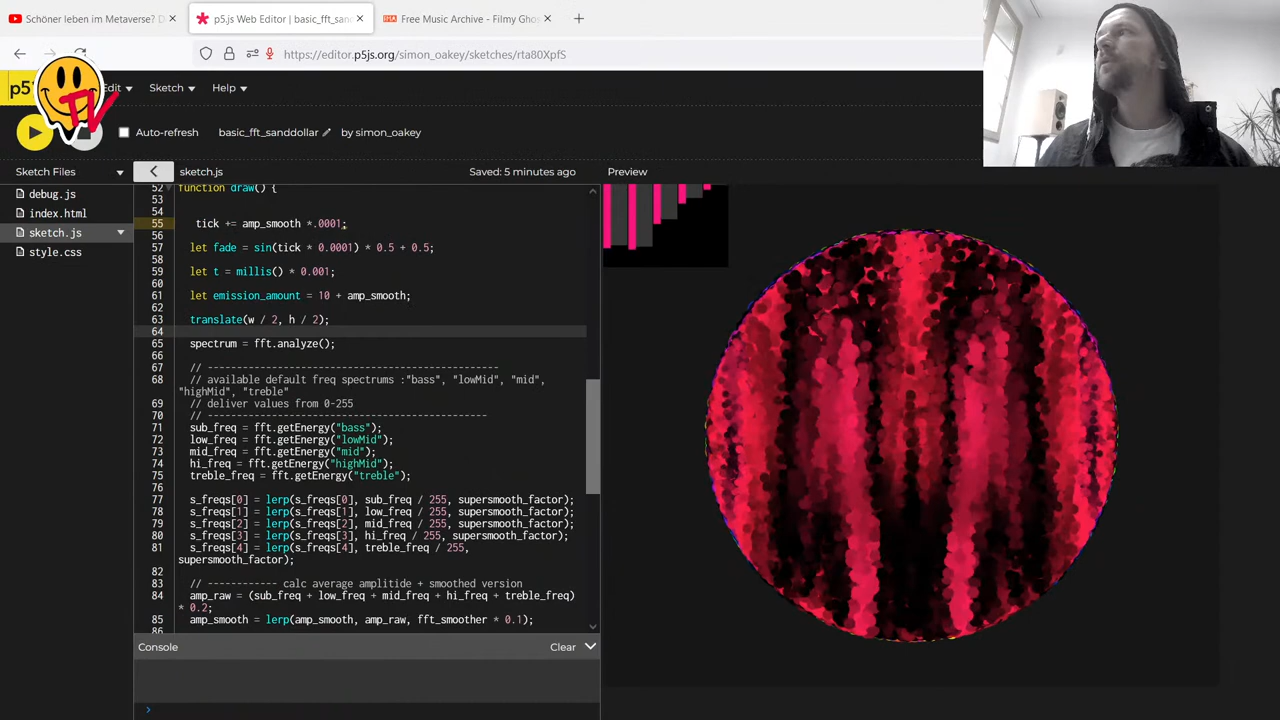 Schöner leben im Metaverse? D
p5.js Web Editor | basic_fft_sand
Free Music Archive - Filmy Gho
https://editor.p5js.org/simon_oakey/sketches/rta80XpfS
p5
TV
Edit
Sketch
Help
Auto-refresh
basic_fft_sanddollar
by simon_oakey
Sketch Files
sketch.js
Saved: 5 minutes ago
Preview
debug.js
index.html
sketch.js
style.css
52 function draw() {
53
54
55 tick += amp_smooth *.0001;
56
57 let fade = sin(tick * 0.0001) * 0.5 + 0.5;
58
59 let t = millis() * 0.001;
60
61 let emission_amount = 10 + amp_smooth;
62
63 translate(w / 2, h / 2);
64
65 spectrum = fft.analyze();
66
67 // -------------------------------------------------
68 // available default freq spectrums :"bass", "lowMid", "mid",
"highMid", "treble"
69 // deliver values from 0-255
70 // -----------------------------------------------
71 sub_freq = fft.getEnergy("bass");
72 low_freq = fft.getEnergy("lowMid");
73 mid_freq = fft.getEnergy("mid");
74 hi_freq = fft.getEnergy("highMid");
75 treble_freq = fft.getEnergy("treble");
76
77 s_freqs[0] = lerp(s_freqs[0], sub_freq / 255, supersmooth_factor);
78 s_freqs[1] = lerp(s_freqs[1], low_freq / 255, supersmooth_factor);
79 s_freqs[2] = lerp(s_freqs[2], mid_freq / 255, supersmooth_factor);
80 s_freqs[3] = lerp(s_freqs[3], hi_freq / 255, supersmooth_factor);
81 s_freqs[4] = lerp(s_freqs[4], treble_freq / 255,
supersmooth_factor);
82
83 // ------------ calc average amplitide + smoothed version
84 amp_raw = (sub_freq + low_freq + mid_freq + hi_freq + treble_freq)
* 0.2;
85 amp_smooth = lerp(amp_smooth, amp_raw, fft_smoother * 0.1);
86
Console
Clear